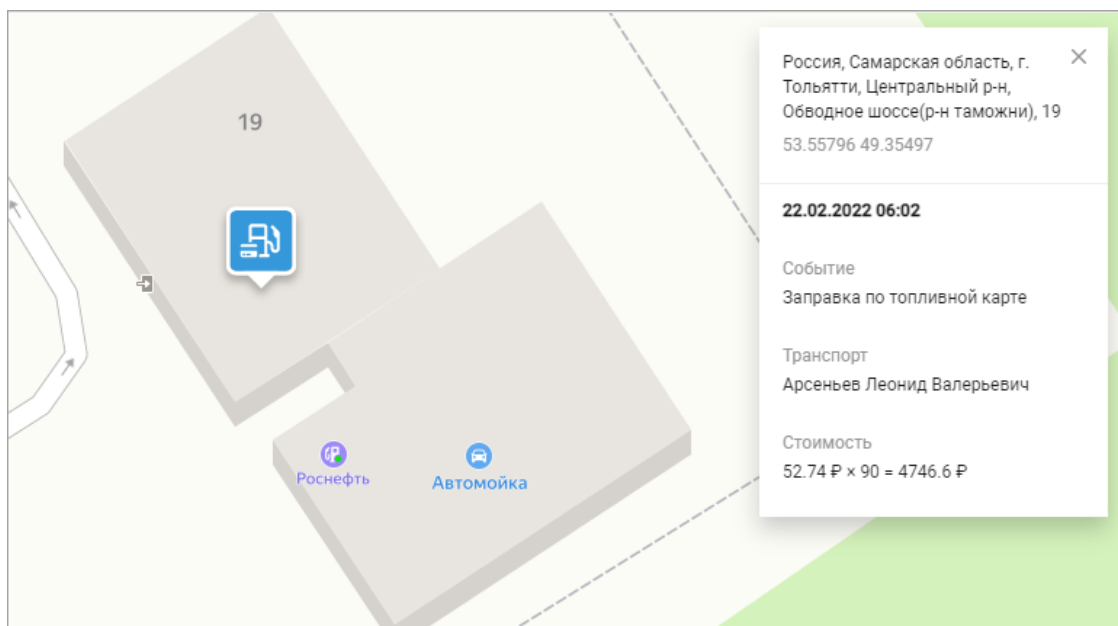 19
Роснефть
Автомойка
Россия, Самарская область, г.
Тольятти, Центральный р-н,
Обводное шоссе(р-н таможни), 19
53.55796 49.35497
22.02.2022 06:02
Событие
Заправка по топливной карте
Транспорт
Арсеньев Леонид Валерьевич
Стоимость
52.74 ₽ × 90 = 4746.6 ₽